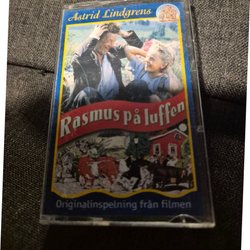 Astrid Lindgrens
Rasmus på luffen
Originalinspelning från filmen